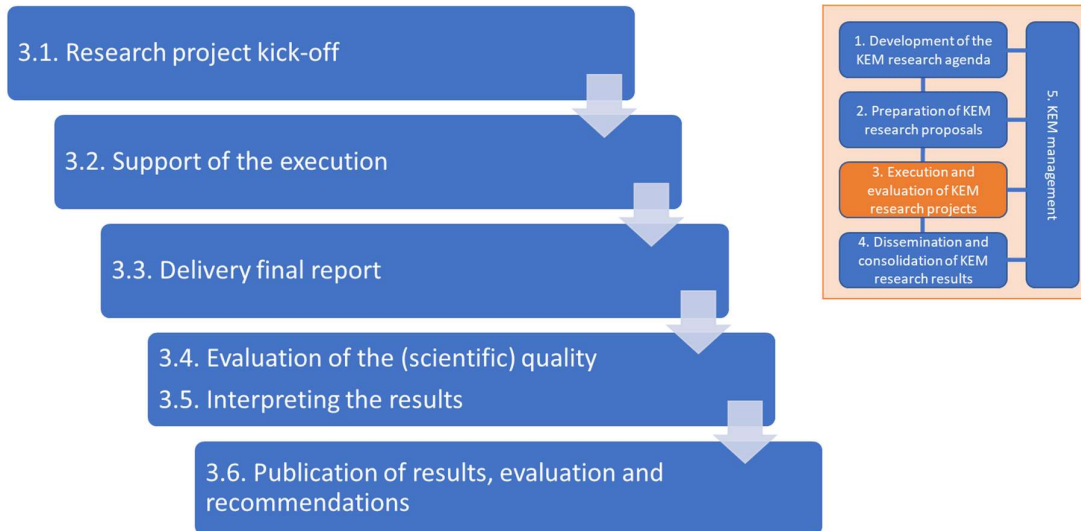 3.1. Research project kick-off
3.2. Support of the execution
3.3. Delivery final report
3.4. Evaluation of the (scientific) quality
3.5. Interpreting the results
3.6. Publication of results, evaluation and
recommendations
1. Development of the
KEM research agenda
2. Preparation of KEM
research proposals
3. Execution and
evaluation of KEM
research projects
4. Dissemination and
consolidation of KEM
research results
5. KEM management